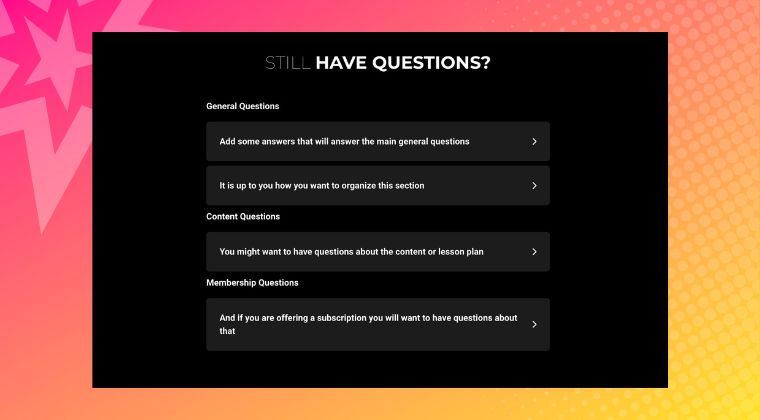 STILL HAVE QUESTIONS?
General Questions
Add some answers that will answer the main general questions
It is up to you how you want to organize this section
Content Questions
You might want to have questions about the content or lesson plan
Membership Questions
And if you are offering a subscription you will want to have questions about
that